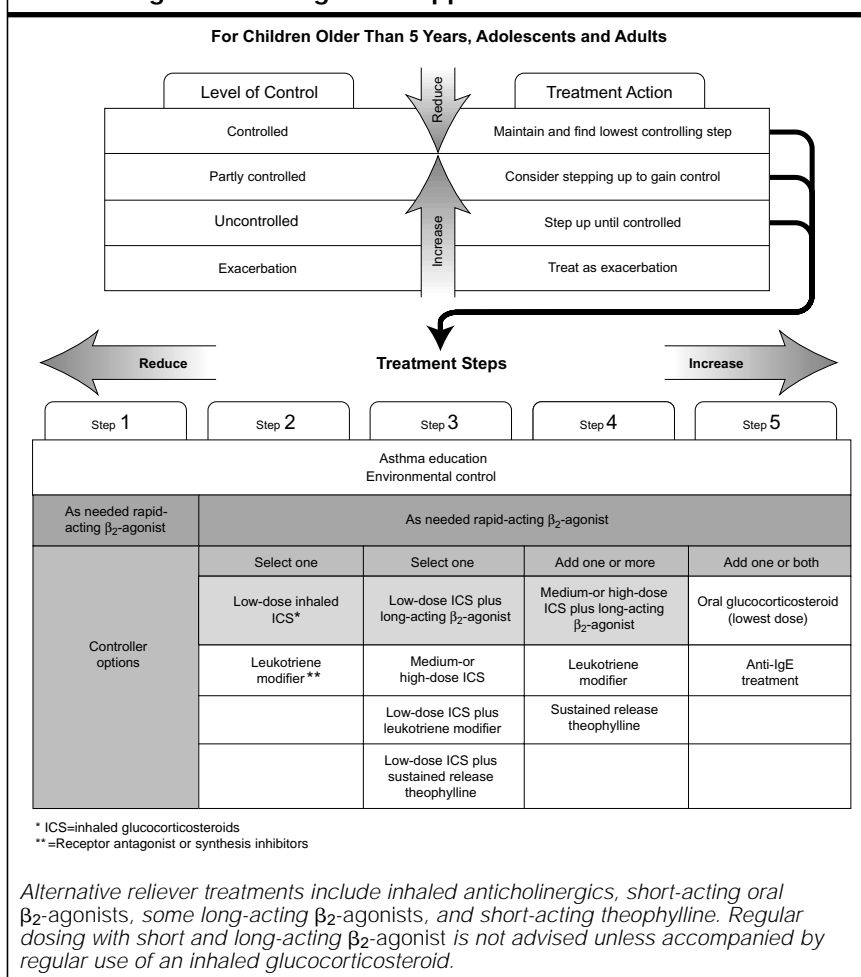 For Children Older Than 5 Years, Adolescents and Adults
Level of Control
Reduce
Treatment Action
Controlled
Maintain and find lowest controlling step
Partly controlled
Consider stepping up to gain control
Uncontrolled
Increase
Step up until controlled
Exacerbation
Treat as exacerbation
Reduce
Treatment Steps
Increase
Step 1
Step 2
Step 3
Step 4
Step 5
Asthma education
Environmental control
As needed rapid-
acting β2-agonist
As needed rapid-acting β2-agonist
Controller
options
Select one
Select one
Add one or more
Add one or both
Low-dose inhaled
ICS*
Low-dose ICS plus
long-acting β2-agonist
Medium-or high-dose
ICS plus long-acting
β2-agonist
Oral glucocorticosteroid
(lowest dose)
Leukotriene
modifier**
Medium-or
high-dose ICS
Leukotriene
modifier
Anti-IgE
treatment
Low-dose ICS plus
leukotriene modifier
Sustained release
theophylline
Low-dose ICS plus
sustained release
theophylline
* ICS=inhaled glucocorticosteroids
** =Receptor antagonist or synthesis inhibitors
Alternative reliever treatments include inhaled anticholinergics, short-acting oral
β2-agonists, some long-acting β2-agonists, and short-acting theophylline. Regular
dosing with short and long-acting β2-agonist is not advised unless accompanied by
regular use of an inhaled glucocorticosteroid.